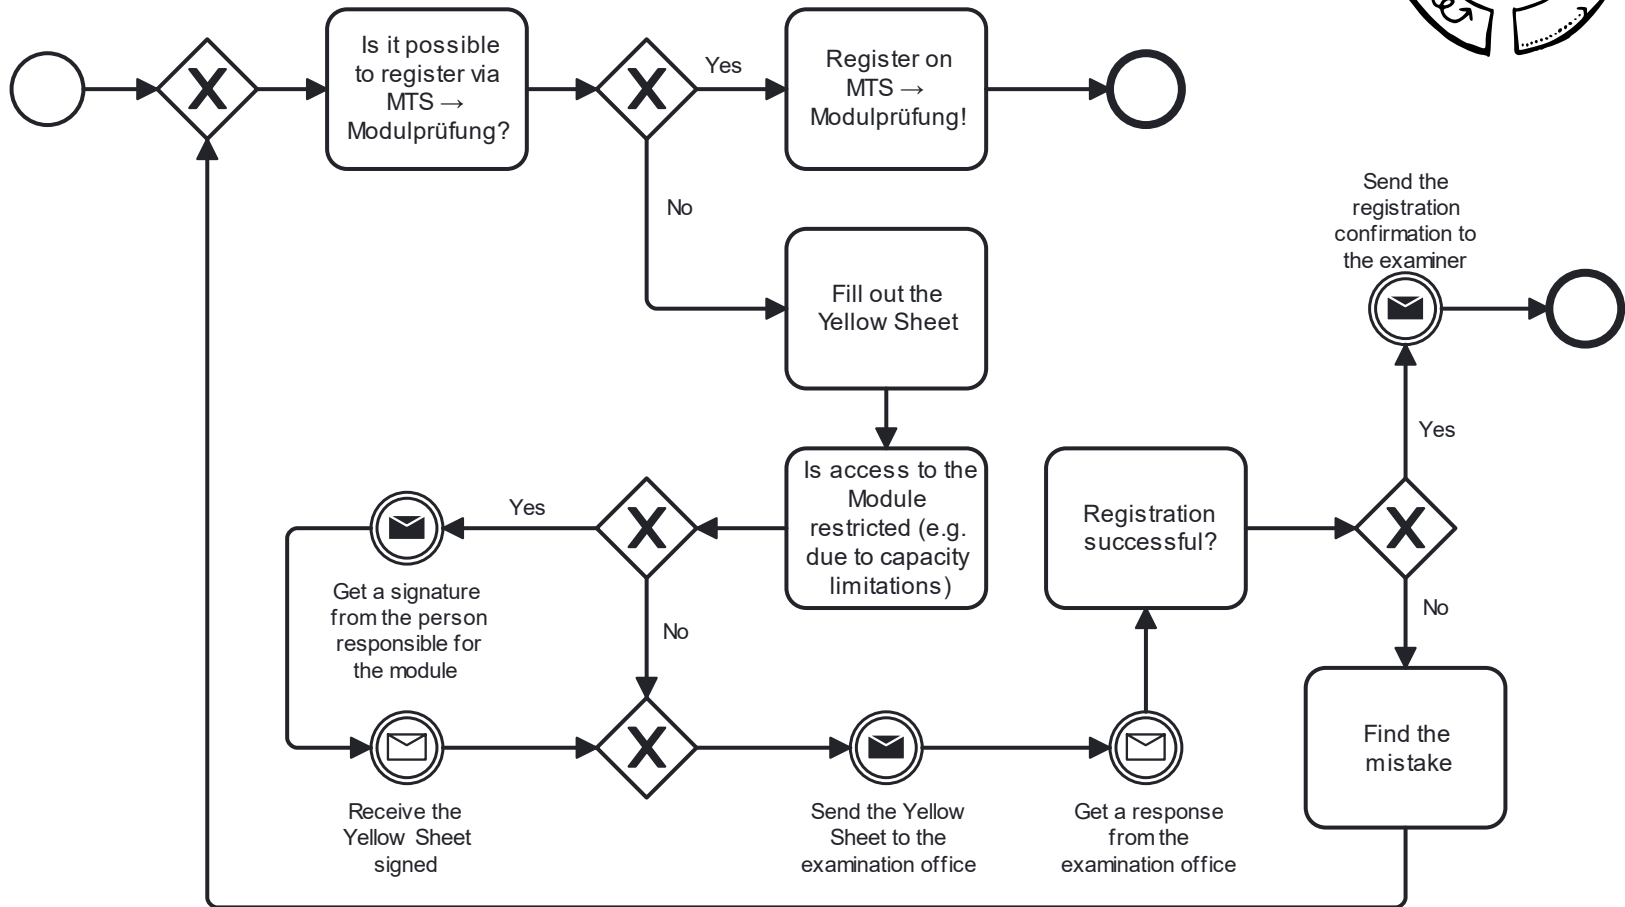 Is it possible
to register via
MTS →
Modulprüfung?
Yes
Register on
MTS →
Modulprüfung!
No
Fill out the
Yellow Sheet
Send the
registration
confirmation to
the examiner
Yes
Is access to the
Module
restricted (e.g.
due to capacity
limitations)
Yes
No
Get a signature
from the person
responsible for
the module
Receive the
Yellow Sheet
signed
Send the Yellow
Sheet to the
examination office
Get a response
from the
examination office
Registration
successful?
No
Find the
mistake